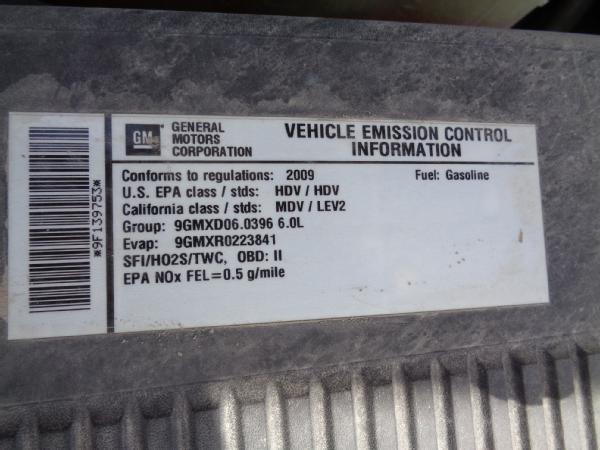 *9F139753*
GM
GENERAL
MOTORS
CORPORATION
VEHICLE EMISSION CONTROL
INFORMATION
Conforms to regulations: 2009 Fuel: Gasoline
U.S. EPA class / stds: HDV / HDV
California class / stds: MDV / LEV2
Group: 9GMXD06.0396 6.0L
Evap: 9GMXR0223841
SFI/HO2S/TWC, OBD: II
EPA NOx FEL=0.5 g/mile